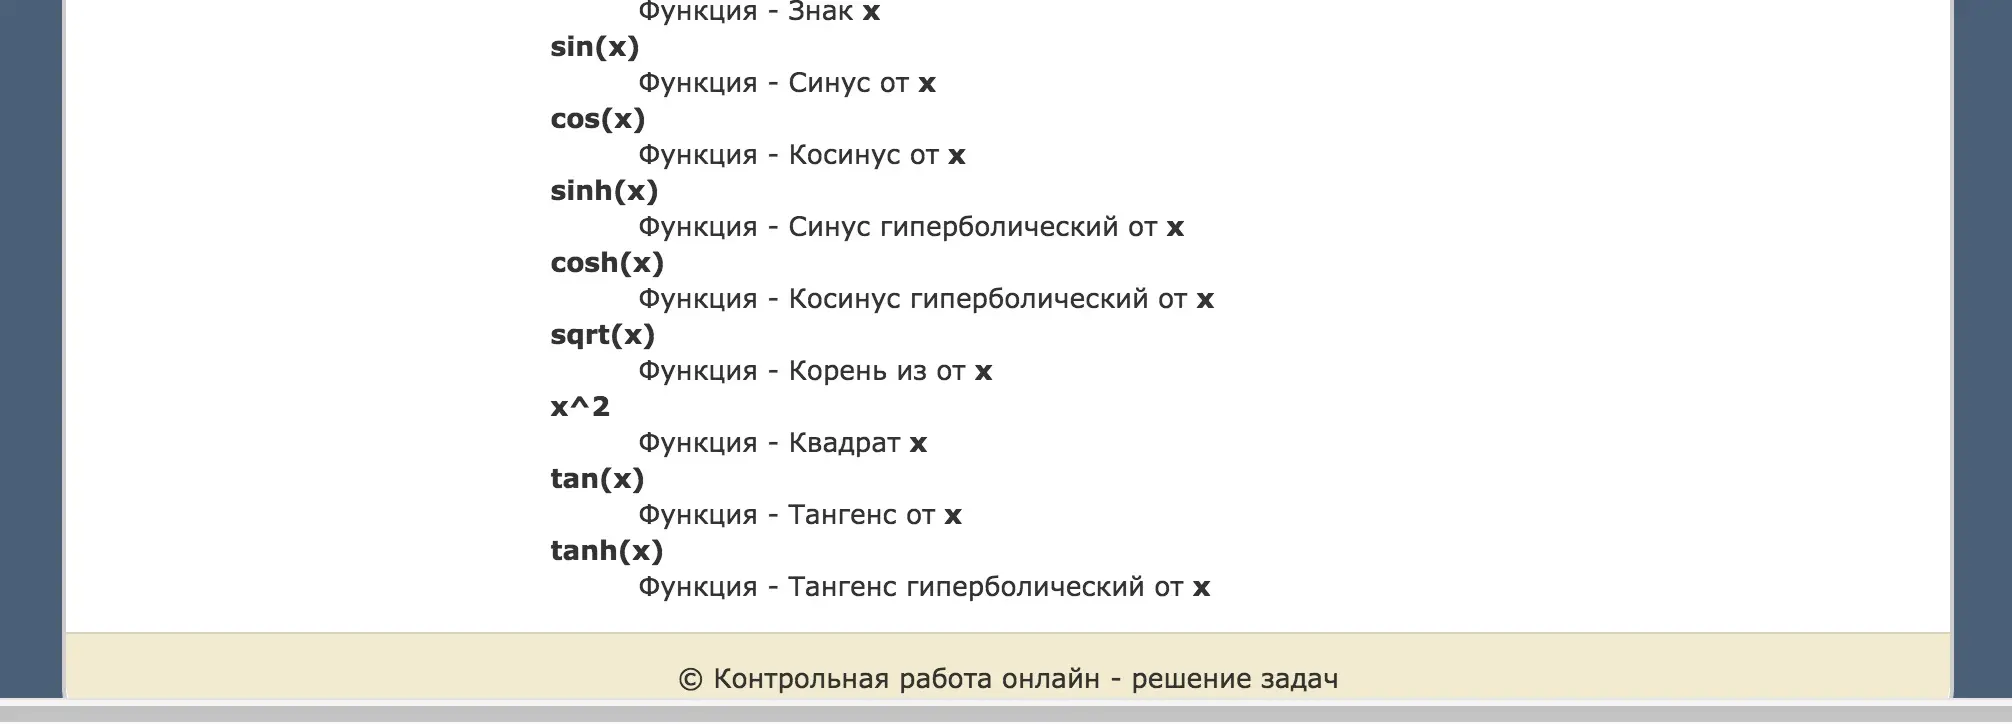 Функция - Знак x
sin(x)
Функция - Синус от x
cos(x)
Функция - Косинус от x
sinh(x)
Функция - Синус гиперболический от x
cosh(x)
Функция - Косинус гиперболический от x
sqrt(x)
Функция - Корень из от x
x^2
Функция - Квадрат x
tan(x)
Функция - Тангенс от x
tanh(x)
Функция - Тангенс гиперболический от x
© Контрольная работа онлайн - решение задач